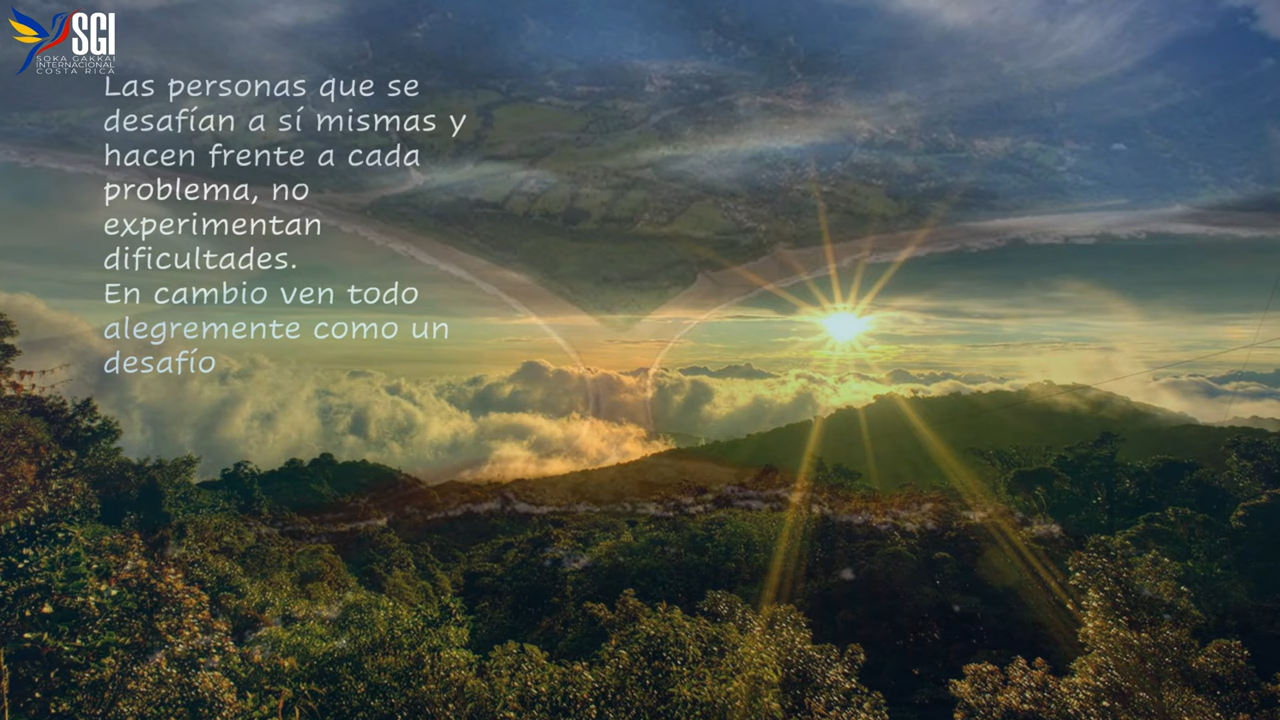 SGI
SOKA GAKKAI
INTERNACIONAL
COSTA RICA
Las personas que se
desafían a sí mismas y
hacen frente a cada
problema, no
experimentan
dificultades.
En cambio ven todo
alegremente como un
desafío